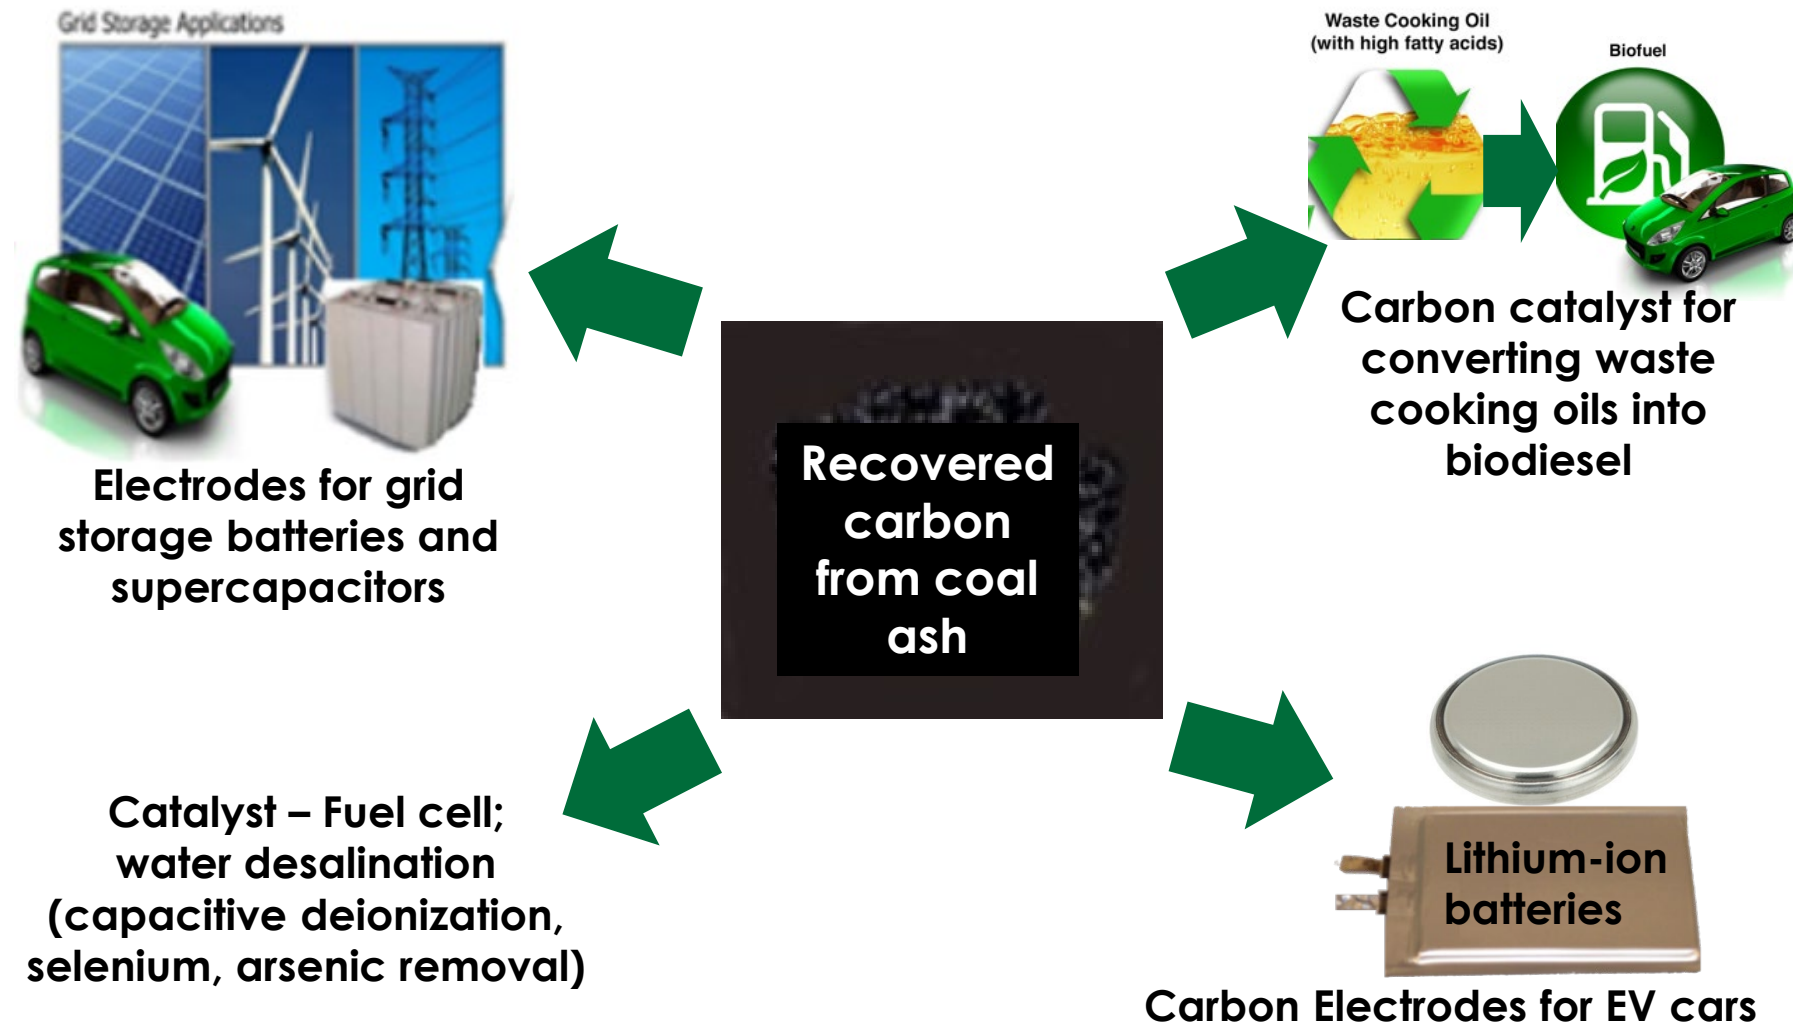 Grid Storage Applications
Waste Cooking Oil
(with high fatty acids)
Biofuel
Electrodes for grid
storage batteries and
supercapacitors
Carbon catalyst for
converting waste
cooking oils into
biodiesel
Recovered
carbon
from coal
ash
Catalyst – Fuel cell;
water desalination
(capacitive deionization,
selenium, arsenic removal)
Lithium-ion
batteries
Carbon Electrodes for EV cars